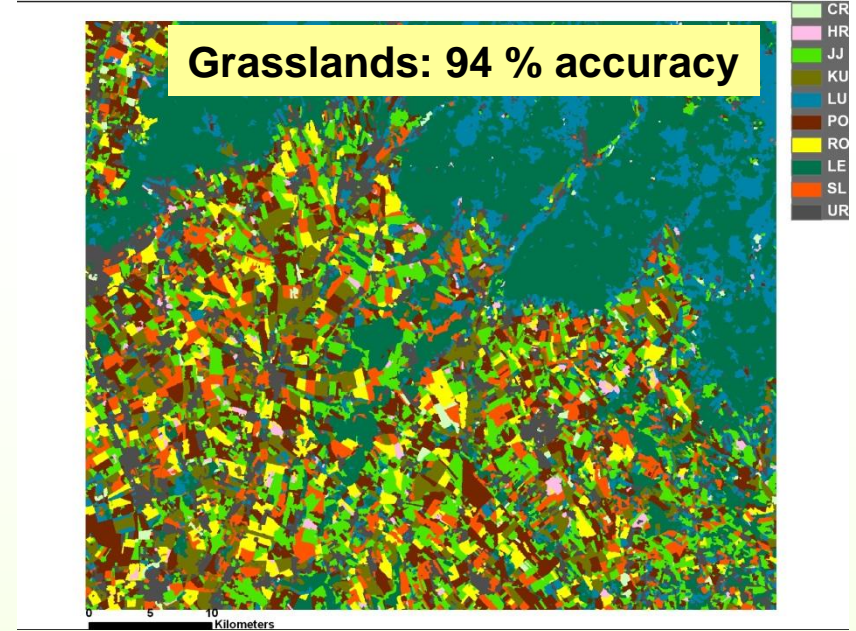 Grasslands: 94 % accuracy
CR
HR
JJ
KU
LU
PO
RO
LE
SL
UR
0 5 10
Kilometers